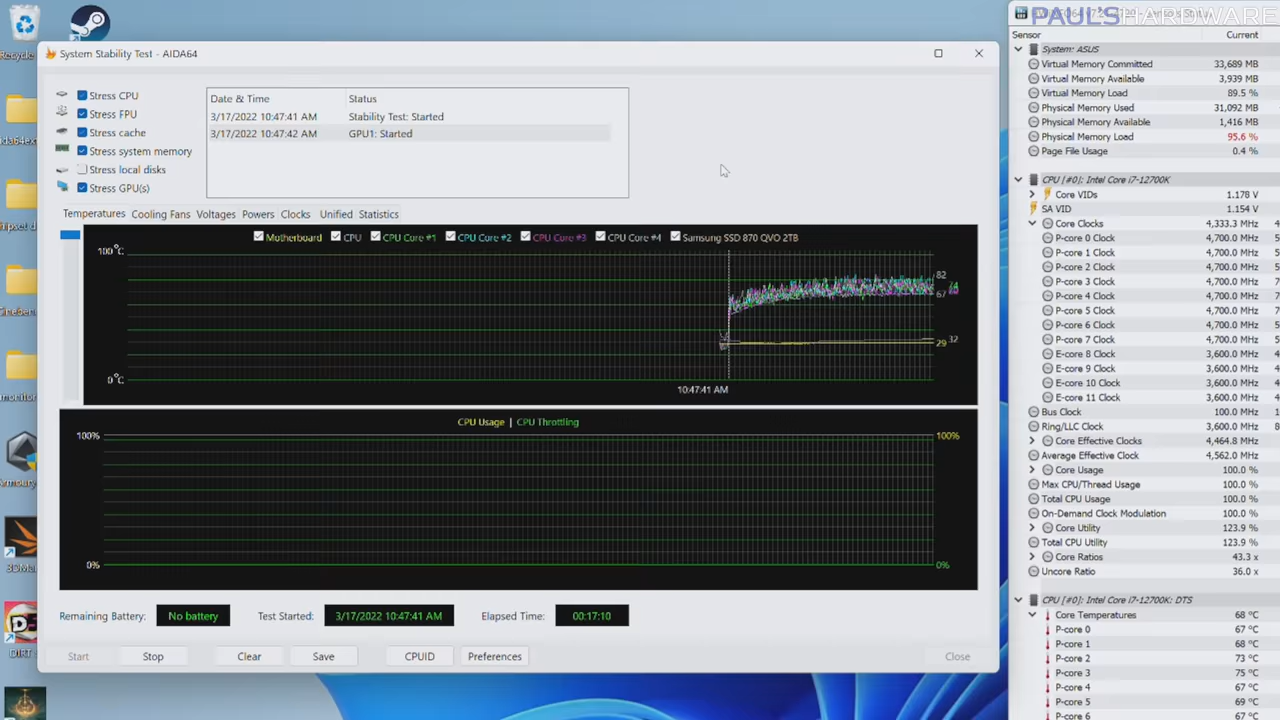 PAUL'SHARDWARE
Recycle
System Stability Test - AIDA64
Stress CPU
Stress FPU
Stress cache
Stress system memory
Stress local disks
Stress GPU(s)
Date & Time Status
3/17/2022 10:47:41 AM Stability Test: Started
3/17/2022 10:47:42 AM GPU1: Started
Temperatures Cooling Fans Voltages Powers Clocks Unified Statistics
Motherboard CPU CPU Core #1 CPU Core #2 CPU Core #3 CPU Core #4 Samsung SSD 870 QVO 2TB
100°C
82
67
29 32
0°C
10:47:41 AM
CPU Usage | CPU Throttling
100% 100%
0% 0%
Remaining Battery: No battery Test Started: 3/17/2022 10:47:41 AM Elapsed Time: 00:17:10
Start Stop Clear Save CPUID Preferences Close
Sensor Current
System: ASUS
Virtual Memory Committed 33,689 MB
Virtual Memory Available 3,939 MB
Virtual Memory Load 89.5 %
Physical Memory Used 31,092 MB
Physical Memory Available 1,416 MB
Physical Memory Load 95.6 %
Page File Usage 0.4 %
CPU [#0]: Intel Core i7-12700K
Core VIDs 1.178 V
SA VID 1.154 V
Core Clocks 4,333.3 MHz
P-core 0 Clock 4,700.0 MHz
P-core 1 Clock 4,700.0 MHz
P-core 2 Clock 4,700.0 MHz
P-core 3 Clock 4,700.0 MHz
P-core 4 Clock 4,700.0 MHz
P-core 5 Clock 4,700.0 MHz
P-core 6 Clock 4,700.0 MHz
P-core 7 Clock 4,700.0 MHz
E-core 8 Clock 3,600.0 MHz
E-core 9 Clock 3,600.0 MHz
E-core 10 Clock 3,600.0 MHz
E-core 11 Clock 3,600.0 MHz
Bus Clock 100.0 MHz
Ring/LLC Clock 3,600.0 MHz
Core Effective Clocks 4,464.8 MHz
Average Effective Clock 4,562.0 MHz
Core Usage 100.0 %
Max CPU/Thread Usage 100.0 %
Total CPU Usage 100.0 %
On-Demand Clock Modulation 100.0 %
Core Utility 123.9 %
Total CPU Utility 123.9 %
Core Ratios 43.3 x
Uncore Ratio 36.0 x
CPU [#0]: Intel Core i7-12700K: DTS
Core Temperatures 68 °C
P-core 0 67 °C
P-core 1 68 °C
P-core 2 73 °C
P-core 3 75 °C
P-core 4 67 °C
P-core 5 69 °C
P-core 6 67 °C